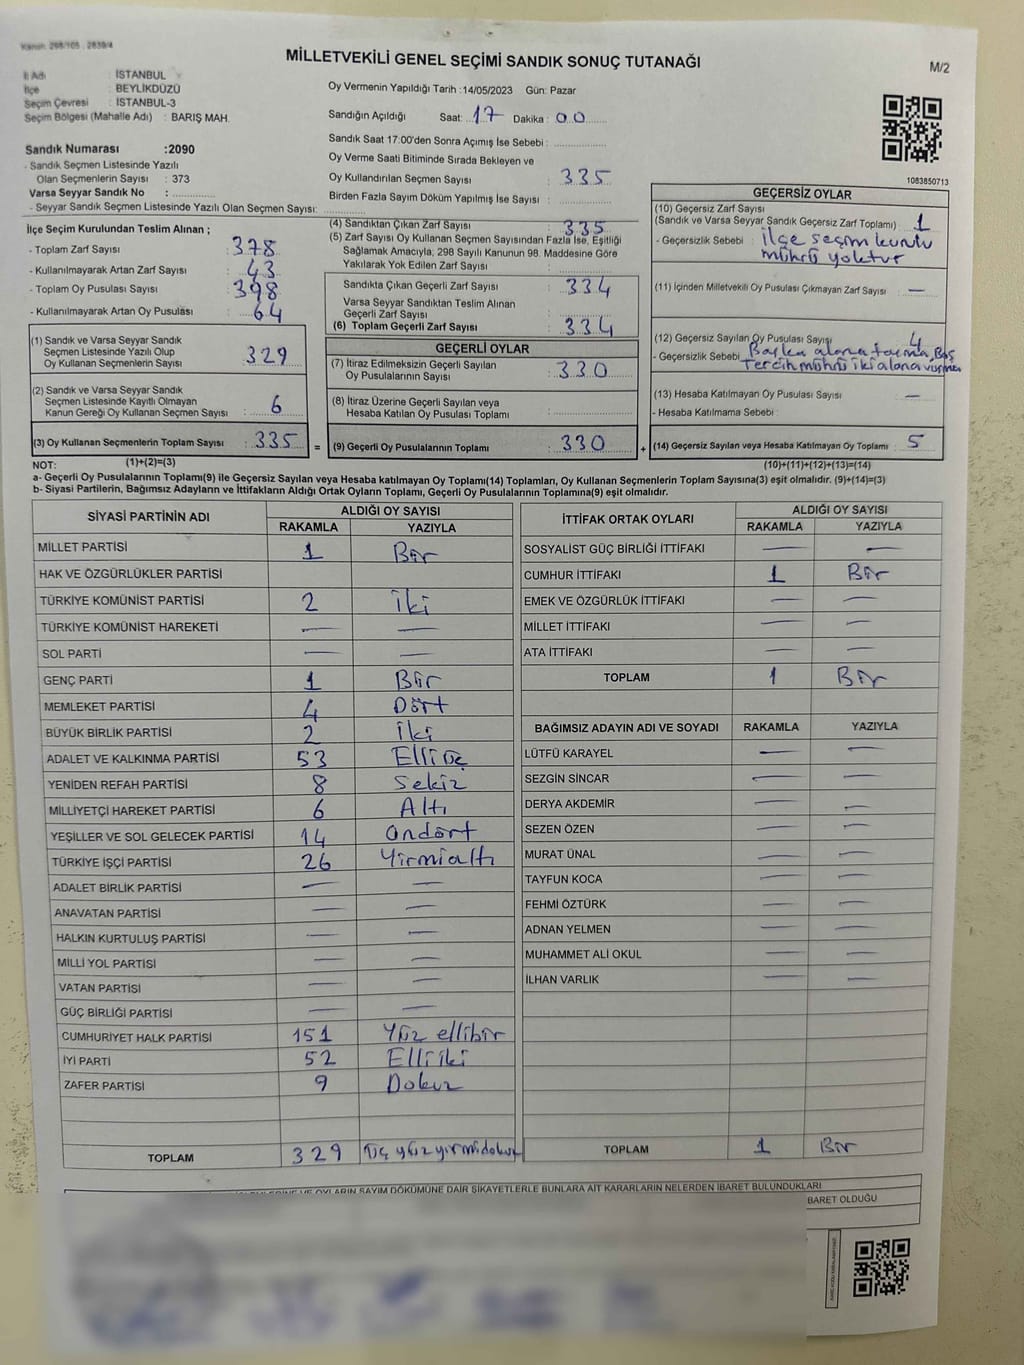 Kanun: 298/105 , 2839/4
MİLLETVEKİLİ GENEL SEÇİMİ SANDIK SONUÇ TUTANAĞI
M/2
İl Adı : İSTANBUL
İlçe : BEYLİKDÜZÜ
Seçim Çevresi : İSTANBUL-3
Seçim Bölgesi (Mahalle Adı) : BARIŞ MAH.
Sandık Numarası :2090
- Sandık Seçmen Listesinde Yazılı
Olan Seçmenlerin Sayısı : 373
Varsa Seyyar Sandık No :
- Seyyar Sandık Seçmen Listesinde Yazılı Olan Seçmen Sayısı:
İlçe Seçim Kurulundan Teslim Alınan ;
- Toplam Zarf Sayısı : 378
- Kullanılmayarak Artan Zarf Sayısı : 43
- Toplam Oy Pusulası Sayısı : 398
- Kullanılmayarak Artan Oy Pusulası : 64
(1) Sandık ve Varsa Seyyar Sandık
Seçmen Listesinde Yazılı Olup
Oy Kullanan Seçmenlerin Sayısı : 329
(2) Sandık ve Varsa Seyyar Sandık
Seçmen Listesinde Kayıtlı Olmayan
Kanun Gereği Oy Kullanan Seçmen Sayısı : 6
(3) Oy Kullanan Seçmenlerin Toplam Sayısı : 335 =
(1)+(2)=(3)
Oy Vermenin Yapıldığı Tarih :14/05/2023 Gün: Pazar
Sandığın Açıldığı Saat: 17 Dakika : 00
Sandık Saat 17:00'den Sonra Açımış İse Sebebi :
Oy Verme Saati Bitiminde Sırada Bekleyen ve
Oy Kullandırılan Seçmen Sayısı : 335
Birden Fazla Sayım Döküm Yapılmış İse Sayısı :
(4) Sandıktan Çıkan Zarf Sayısı : 335
(5) Zarf Sayısı Oy Kullanan Seçmen Sayısından Fazla İse, Eşitliği
Sağlamak Amacıyla, 298 Sayılı Kanunun 98. Maddesine Göre
Yakılarak Yok Edilen Zarf Sayısı :
Sandıkta Çıkan Geçerli Zarf Sayısı : 334
Varsa Seyyar Sandıktan Teslim Alınan
Geçerli Zarf Sayısı :
(6) Toplam Geçerli Zarf Sayısı : 334
GEÇERLİ OYLAR
(7) İtiraz Edilmeksizin Geçerli Sayılan
Oy Pusulalarının Sayısı : 330
(8) İtiraz Üzerine Geçerli Sayılan veya
Hesaba Katılan Oy Pusulası Toplamı :
(9) Geçerli Oy Pusulalarının Toplamı : 330 +
1083850713
GEÇERSİZ OYLAR
(10) Geçersiz Zarf Sayısı
(Sandık ve Varsa Seyyar Sandık Geçersiz Zarf Toplamı) : 1
- Geçersizlik Sebebi : ilçe seçim kurulu
mührü yoktur
(11) İçinden Milletvekili Oy Pusulası Çıkmayan Zarf Sayısı : —
(12) Geçersiz Sayılan Oy Pusulası Sayısı : 4
- Geçersizlik Sebebi : Başka alana taşma, Boş
Tercih mührü iki alana vurma
(13) Hesaba Katılmayan Oy Pusulası Sayısı : —
- Hesaba Katılmama Sebebi :
(14) Geçersiz Sayılan veya Hesaba Katılmayan Oy Toplamı : 5
(10)+(11)+(12)+(13)=(14)
NOT:
a- Geçerli Oy Pusulalarının Toplamı(9) ile Geçersiz Sayılan veya Hesaba katılmayan Oy Toplamı(14) Toplamları, Oy Kullanan Seçmenlerin Toplam Sayısına(3) eşit olmalıdır. (9)+(14)=(3)
b- Siyasi Partilerin, Bağımsız Adayların ve İttifakların Aldığı Ortak Oyların Toplamı, Geçerli Oy Pusulalarının Toplamına(9) eşit olmalıdır.
SİYASİ PARTİNİN ADI ALDIĞI OY SAYISI
RAKAMLA YAZIYLA
MİLLET PARTİSİ 1 Bir
HAK VE ÖZGÜRLÜKLER PARTİSİ
TÜRKİYE KOMÜNİST PARTİSİ 2 iki
TÜRKİYE KOMÜNİST HAREKETİ — —
SOL PARTİ — —
GENÇ PARTİ 1 Bir
MEMLEKET PARTİSİ 4 Dört
BÜYÜK BİRLİK PARTİSİ 2 İki
ADALET VE KALKINMA PARTİSİ 53 Elli üç
YENİDEN REFAH PARTİSİ 8 Sekiz
MİLLİYETÇİ HAREKET PARTİSİ 6 Altı
YEŞİLLER VE SOL GELECEK PARTİSİ 14 ondört
TÜRKİYE İŞÇİ PARTİSİ 26 Yirmialtı
ADALET BİRLİK PARTİSİ — —
ANAVATAN PARTİSİ — —
HALKIN KURTULUŞ PARTİSİ — —
MİLLİ YOL PARTİSİ — —
VATAN PARTİSİ — —
GÜÇ BİRLİĞİ PARTİSİ — —
CUMHURİYET HALK PARTİSİ 151 Yüz ellibir
İYİ PARTİ 52 Elliiki
ZAFER PARTİSİ 9 Dokuz
TOPLAM 329 Üç yüz yirmidokuz
İTTİFAK ORTAK OYLARI ALDIĞI OY SAYISI
RAKAMLA YAZIYLA
SOSYALİST GÜÇ BİRLİĞİ İTTİFAKI — —
CUMHUR İTTİFAKI 1 Bir
EMEK VE ÖZGÜRLÜK İTTİFAKI — —
MİLLET İTTİFAKI — —
ATA İTTİFAKI — —
TOPLAM 1 Bir
BAĞIMSIZ ADAYIN ADI VE SOYADI RAKAMLA YAZIYLA
LÜTFÜ KARAYEL — —
SEZGİN SİNCAR — —
DERYA AKDEMİR — —
SEZEN ÖZEN — —
MURAT ÜNAL — —
TAYFUN KOCA — —
FEHMİ ÖZTÜRK — —
ADNAN YELMEN — —
MUHAMMET ALİ OKUL — —
İLHAN VARLIK — —
TOPLAM 1 Bir
VE OYLARIN SAYIM DÖKÜMÜNE DAİR ŞİKAYETLERLE BUNLARA AİT KARARLARIN NELERDEN İBARET BULUNDUKLARI
BARET OLDUĞU